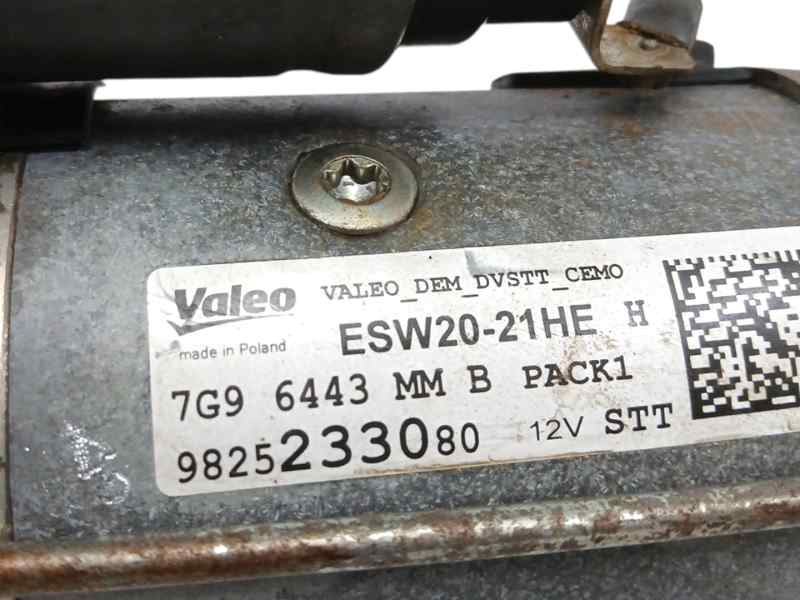 Valeo VALEO_DEM_DVSTT_CEMO
made in Poland ESW20-21HE H
7G9 6443 MM B PACK1
9825233080 12V STT